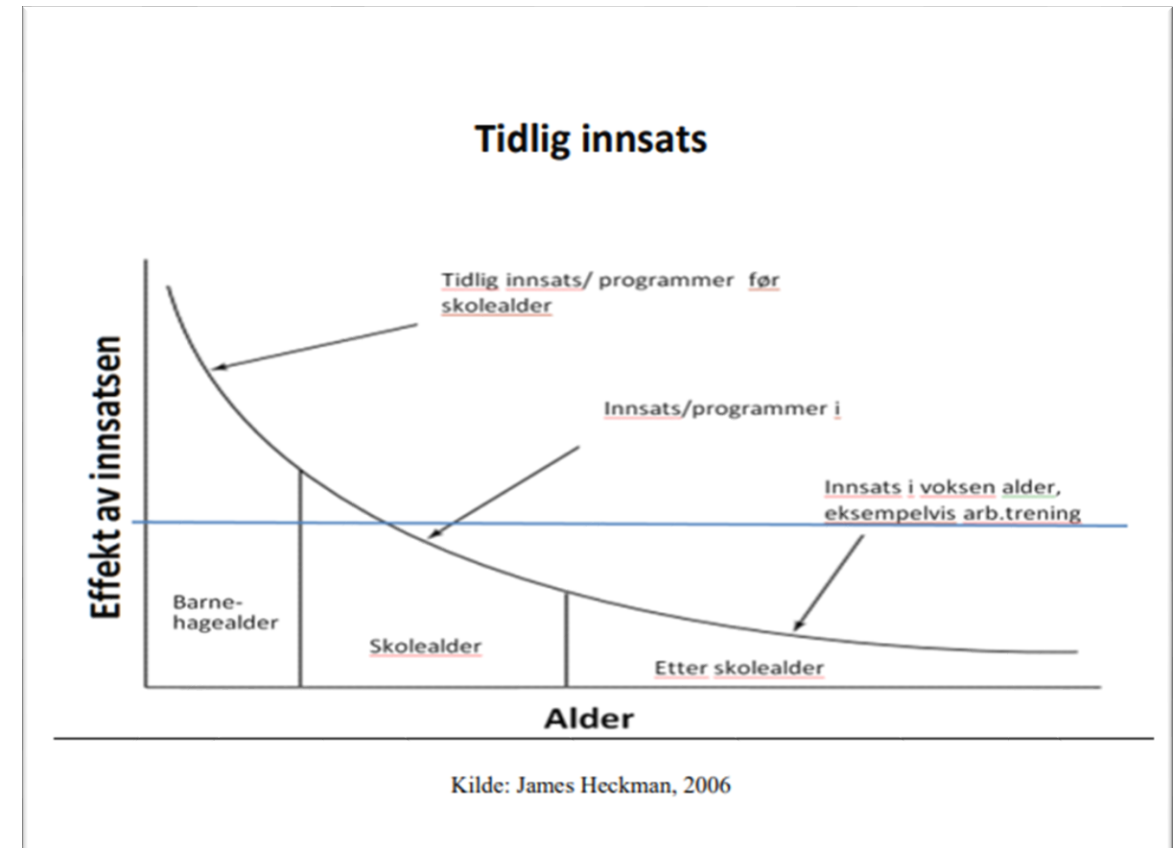 Tidlig innsats
Tidlig innsats/ programmer før
skolealder
Effekt av innsatsen
Innsats/programmer i
Innsats i voksen alder,
eksempelvis arb.trening
Barne-
hagealder
Skolealder
Etter skolealder
Alder
Kilde: James Heckman, 2006